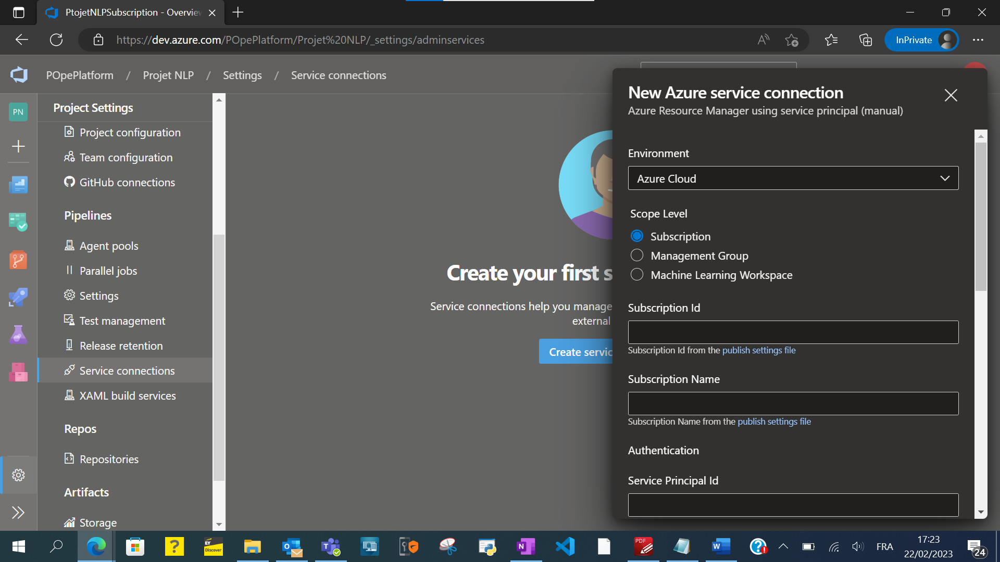 PtojetNLPSubscription - Overview
https://dev.azure.com/POpePlatform/Projet%20NLP/_settings/adminservices
InPrivate
POpePlatform / Projet NLP / Settings / Service connections
PN
Project Settings
Project configuration
Team configuration
GitHub connections
Pipelines
Agent pools
Parallel jobs
Settings
Test management
Release retention
Service connections
XAML build services
Repos
Repositories
Artifacts
Storage
Create your first s
Service connections help you manage
external
Create servic
New Azure service connection
Azure Resource Manager using service principal (manual)
Environment
Azure Cloud
Scope Level
Subscription
Management Group
Machine Learning Workspace
Subscription Id
Subscription Id from the publish settings file
Subscription Name
Subscription Name from the publish settings file
Authentication
Service Principal Id
EY
Discover
PDF
FRA
17:23
22/02/2023
24